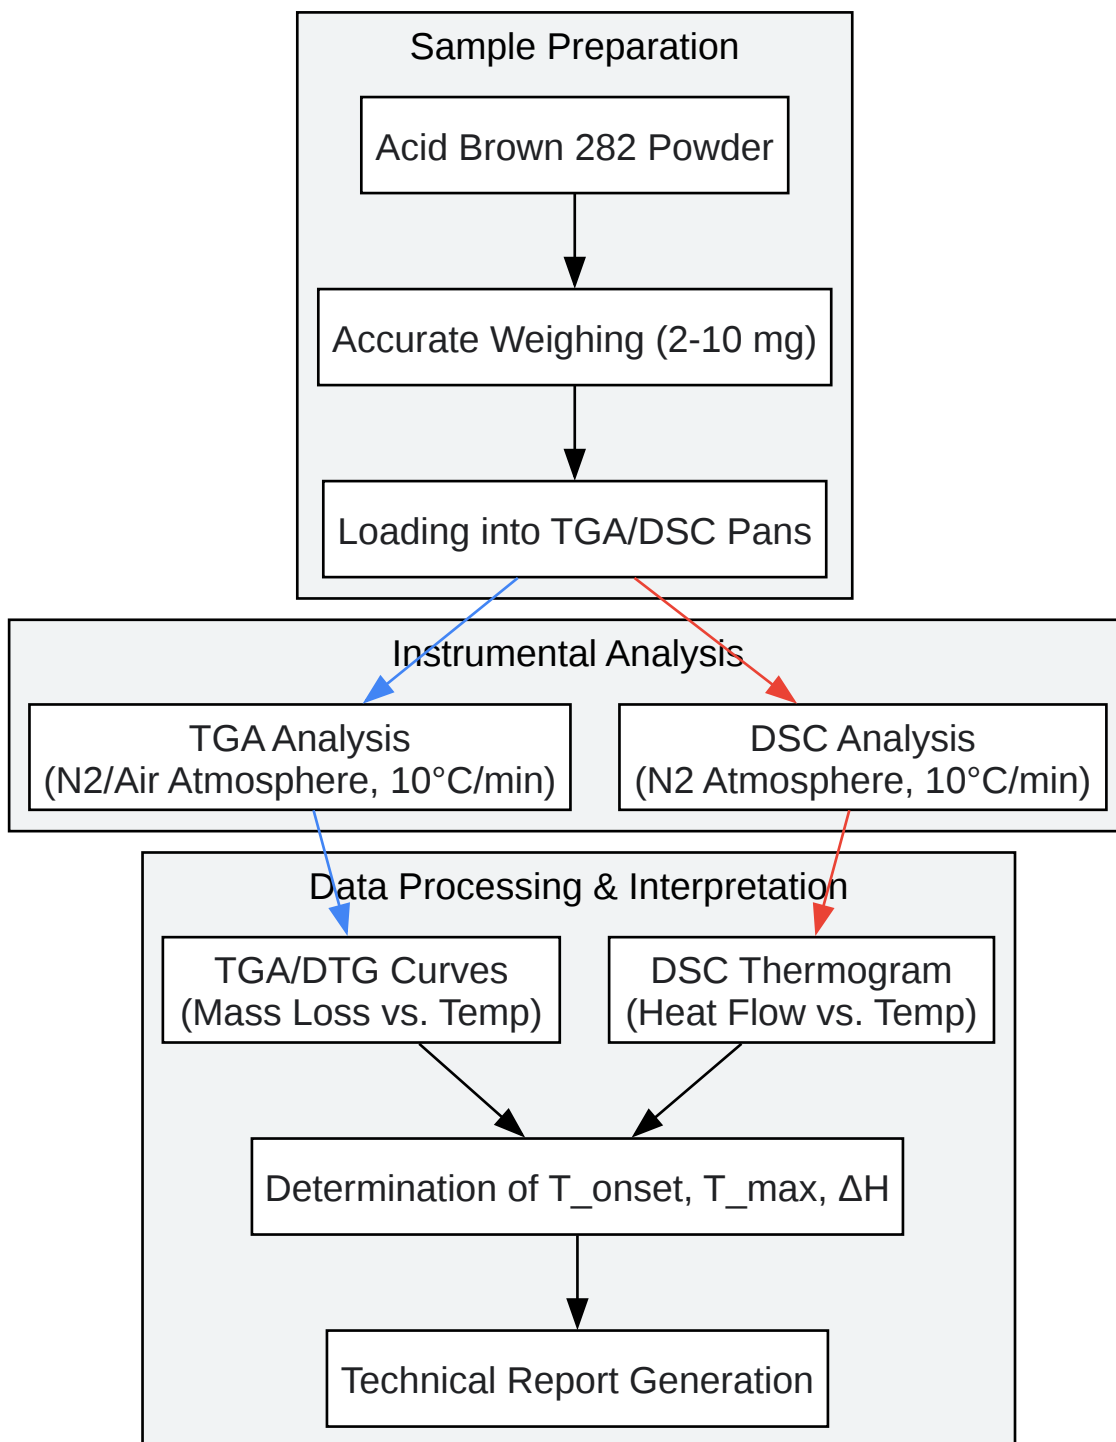 Sample Preparation
Acid Brown 282 Powder
Accurate Weighing (2-10 mg)
Loading into TGA/DSC Pans
Instrumental Analysis
TGA Analysis
(N2/Air Atmosphere, 10°C/min)
DSC Analysis
(N2 Atmosphere, 10°C/min)
Data Processing & Interpretation
TGA/DTG Curves
(Mass Loss vs. Temp)
DSC Thermogram
(Heat Flow vs. Temp)
Determination of T_onset, T_max, ΔH
Technical Report Generation